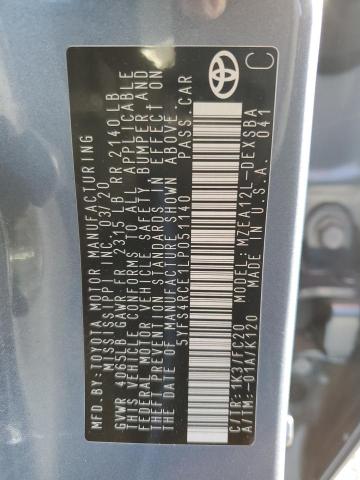 MFD.BY:-TOYOTA MOTOR MANUFACTURING
MISSISSIPPI INC. 03/20
GVWR 4065LB GAWR-FR 2315 LB RR 2140 LB
THIS VEHICLE CONFORMS TO ALL APPLICABLE
FEDERAL MOTOR VEHICLE SAFETY, BUMPER, AND
THEFT PREVENTION STANDARDS IN EFFECT ON
THE DATE OF MANUFACTURE SHOWN ABOVE.
5YFS4RCE1LP051140 PASS.CAR
TOYOTA
C
C/TR: 1K3/FC20 MZEA12L-DEXSBA
A/TM:-01A/K120 IN U.S.A. 041